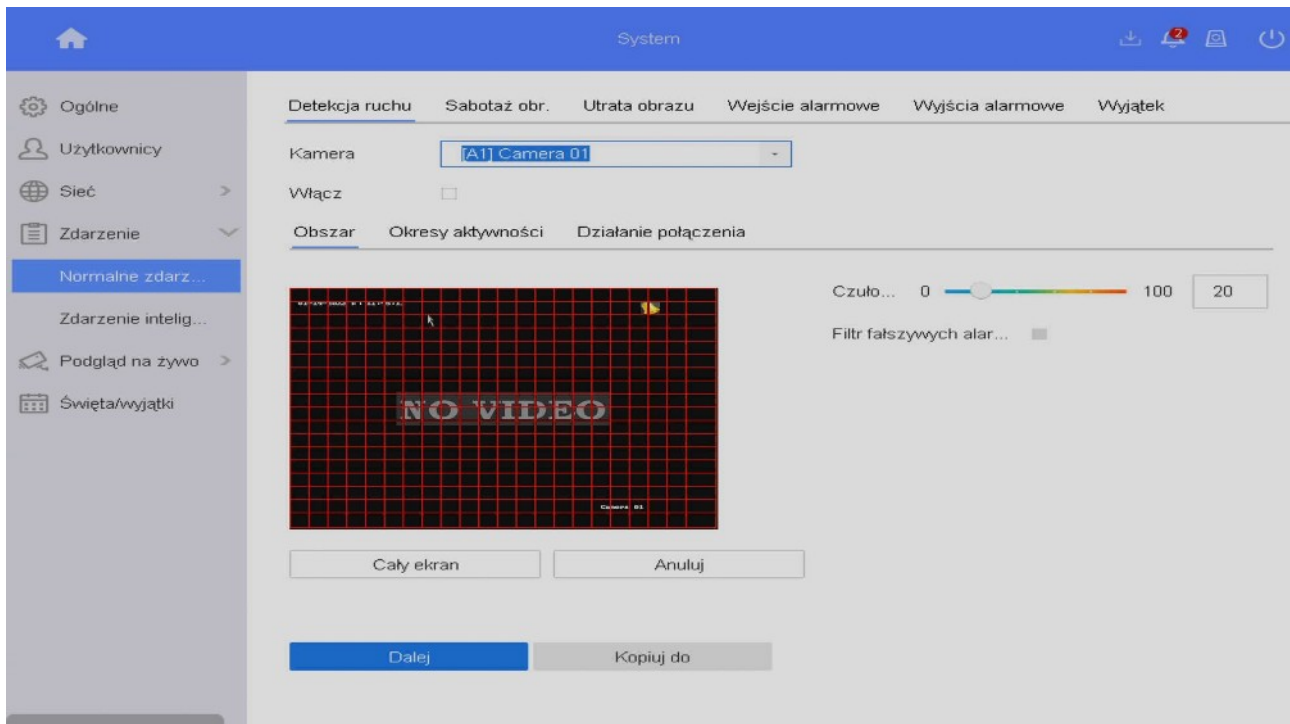 System
2
Ogólne
Użytkownicy
Sieć
Zdarzenie
Normalne zdarz...
Zdarzenie intelig...
Podgląd na żywo
Święta/wyjątki
Detekcja ruchu Sabotaż obr. Utrata obrazu Wejście alarmowe Wyjścia alarmowe Wyjątek
Kamera [A1] Camera 01
Włącz
Obszar Okresy aktywności Działanie połączenia
Czuło... 0 100 20
Filtr fałszywych alar...
NO VIDEO
Camera 01
Cały ekran Anuluj
Dalej Kopiuj do